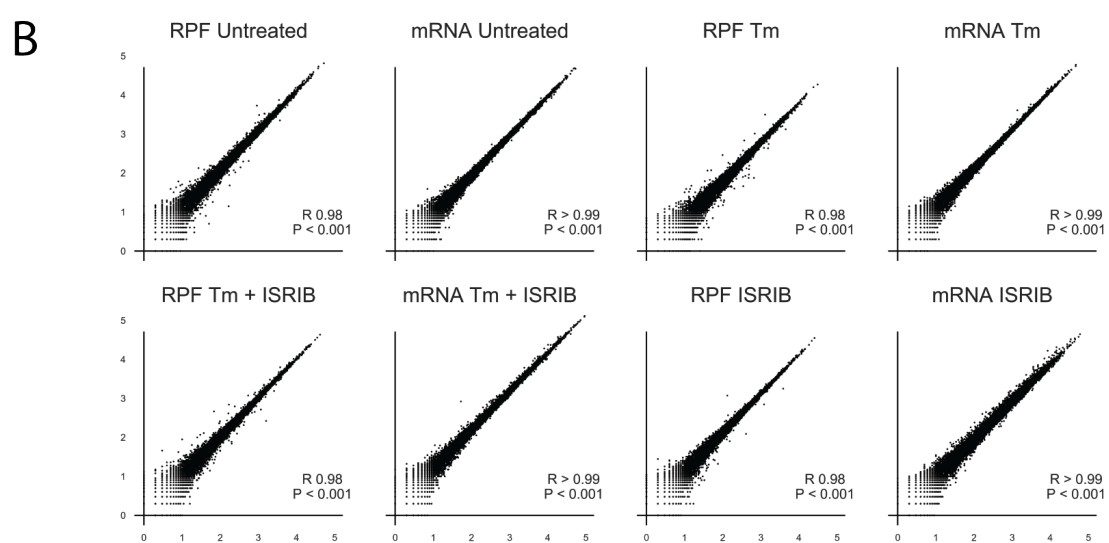 B
RPF Untreated
mRNA Untreated
RPF Tm
mRNA Tm
5
4
3
2
1
0
R 0.98
P < 0.001
R > 0.99
P < 0.001
R 0.98
P < 0.001
R > 0.99
P < 0.001
RPF Tm + ISRIB
mRNA Tm + ISRIB
RPF ISRIB
mRNA ISRIB
5
4
3
2
1
0
R 0.98
P < 0.001
R > 0.99
P < 0.001
R 0.98
P < 0.001
R > 0.99
P < 0.001
0 1 2 3 4 5
0 1 2 3 4 5
0 1 2 3 4 5
0 1 2 3 4 5